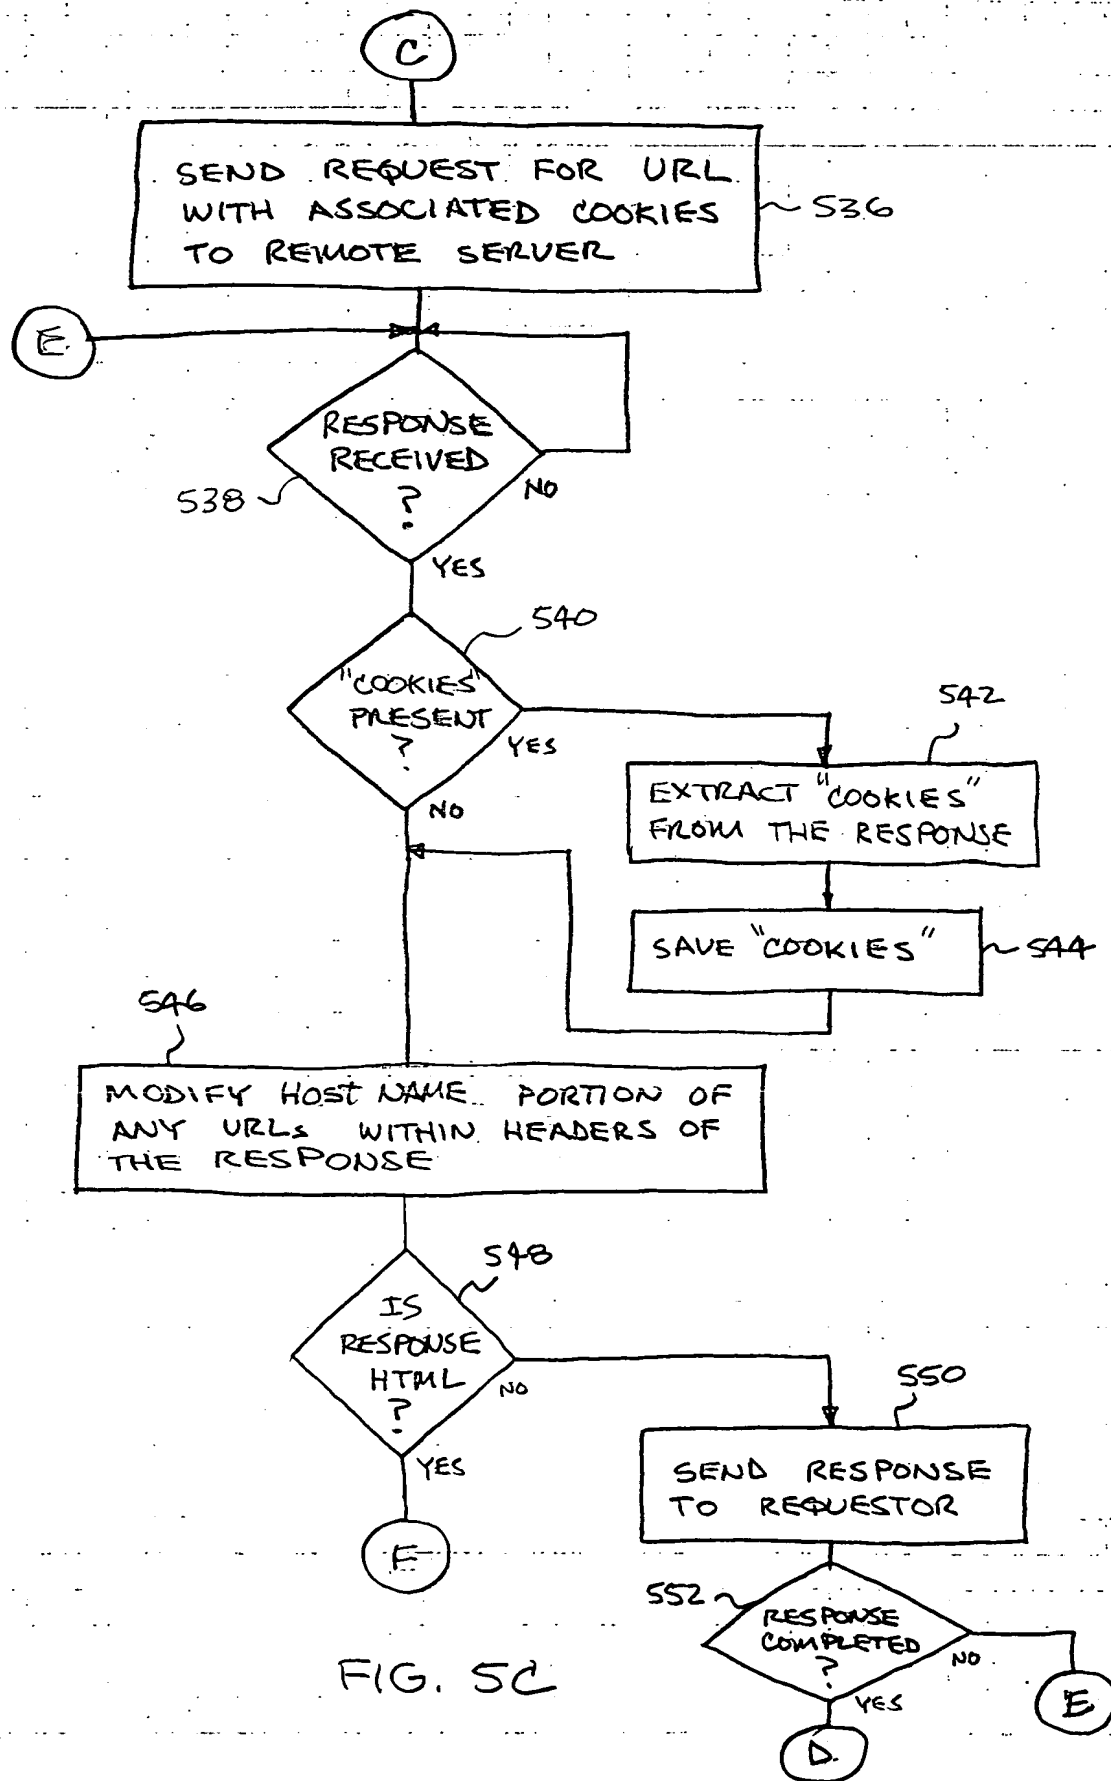 C
SEND REQUEST FOR URL
WITH ASSOCIATED COOKIES
TO REMOTE SERVER
536
E
RESPONSE
RECEIVED
?
538
NO
YES
540
"COOKIES"
PRESENT
?
YES
NO
542
EXTRACT "COOKIES"
FROM THE RESPONSE
SAVE "COOKIES"
544
546
MODIFY HOST NAME PORTION OF
ANY URLs WITHIN HEADERS OF
THE RESPONSE
548
IS
RESPONSE
HTML
?
NO
YES
F
550
SEND RESPONSE
TO REQUESTOR
552
RESPONSE
COMPLETED
?
NO
YES
E
D
FIG. 5C